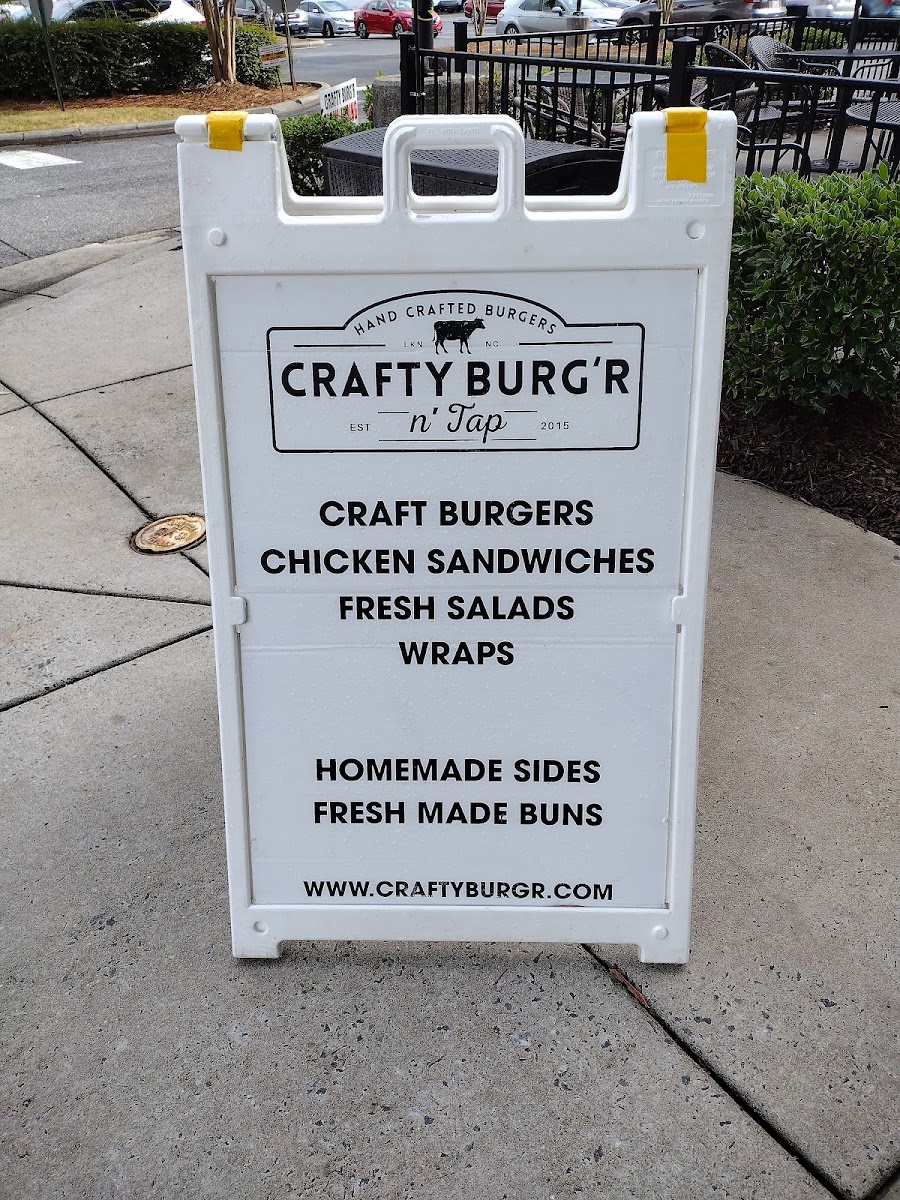 HAND CRAFTED BURGERS
LKN NC
CRAFTY BURG'R
EST n' Tap 2015
CRAFT BURGERS
CHICKEN SANDWICHES
FRESH SALADS
WRAPS
HOMEMADE SIDES
FRESH MADE BUNS
WWW.CRAFTYBURGR.COM